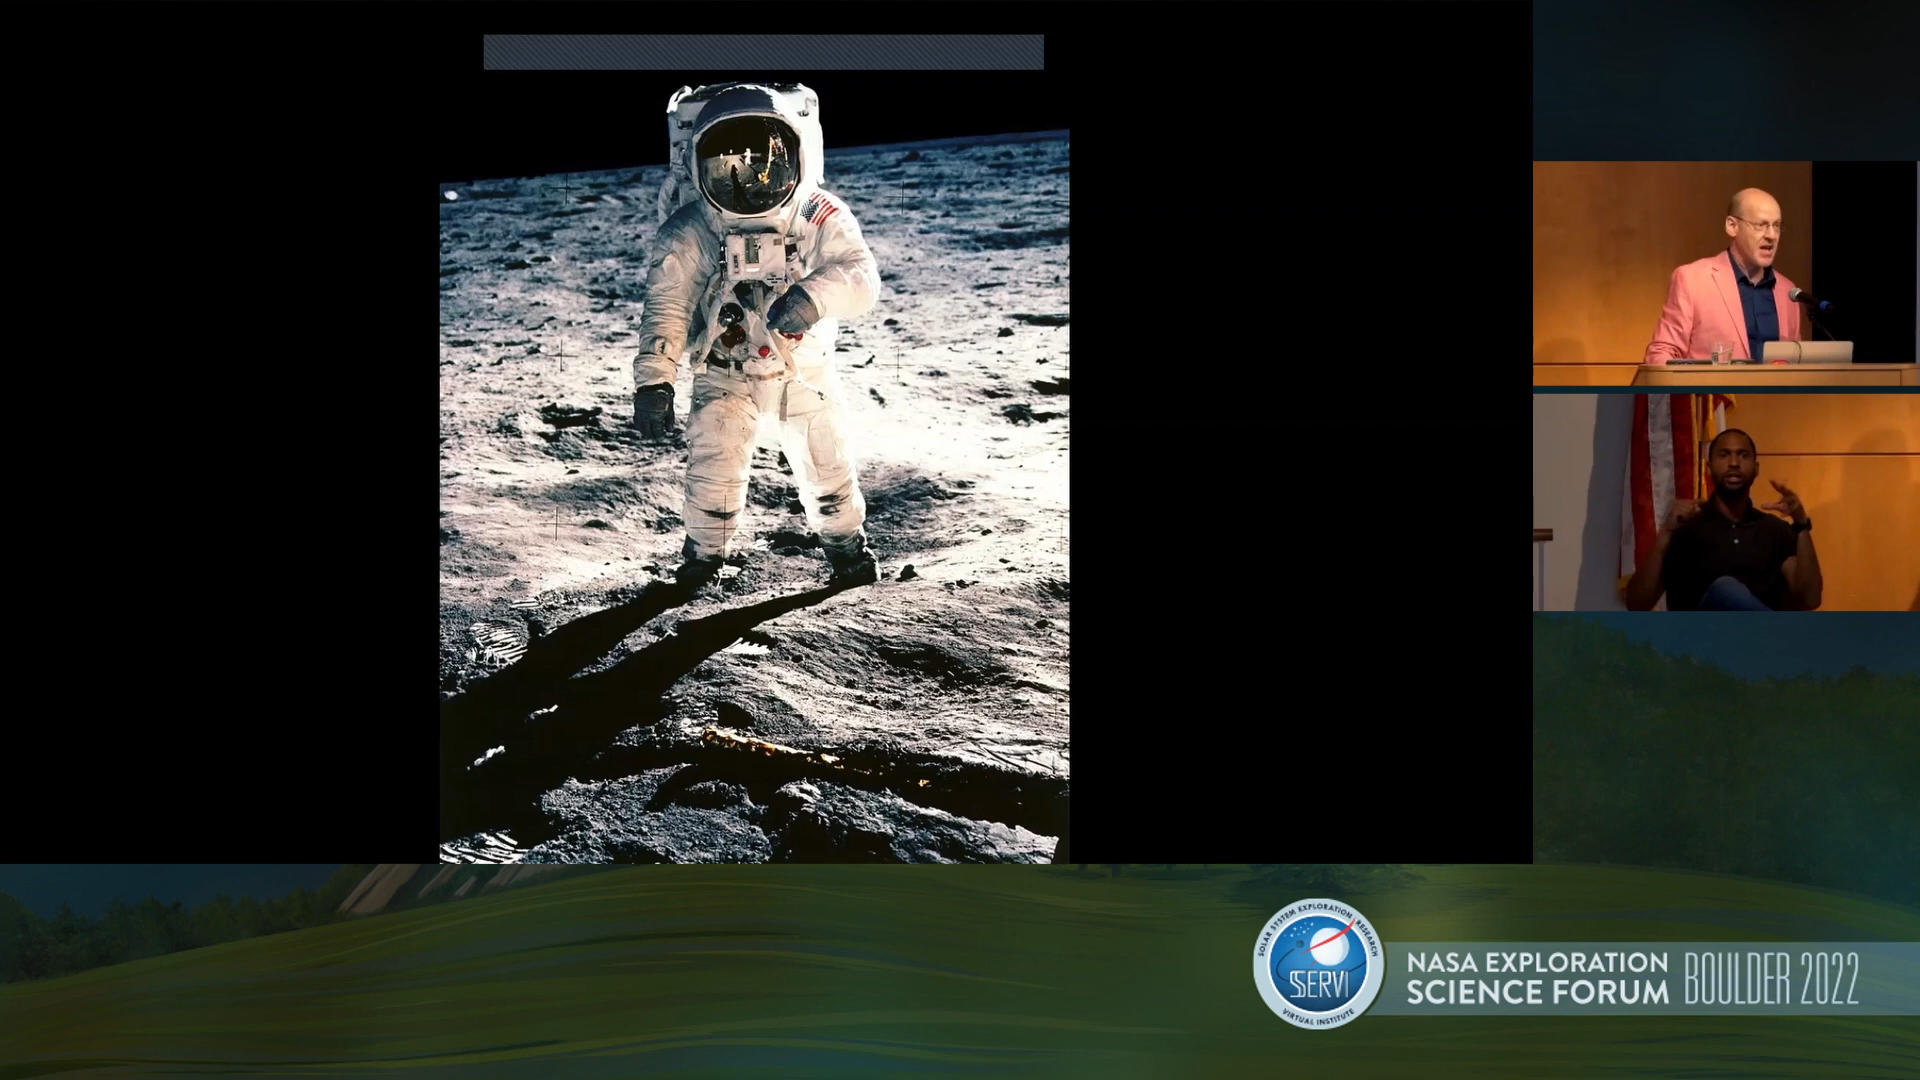 SOLAR SYSTEM EXPLORATION RESEARCH
SSERVI
VIRTUAL INSTITUTE
NASA EXPLORATION
SCIENCE FORUM
BOULDER 2022